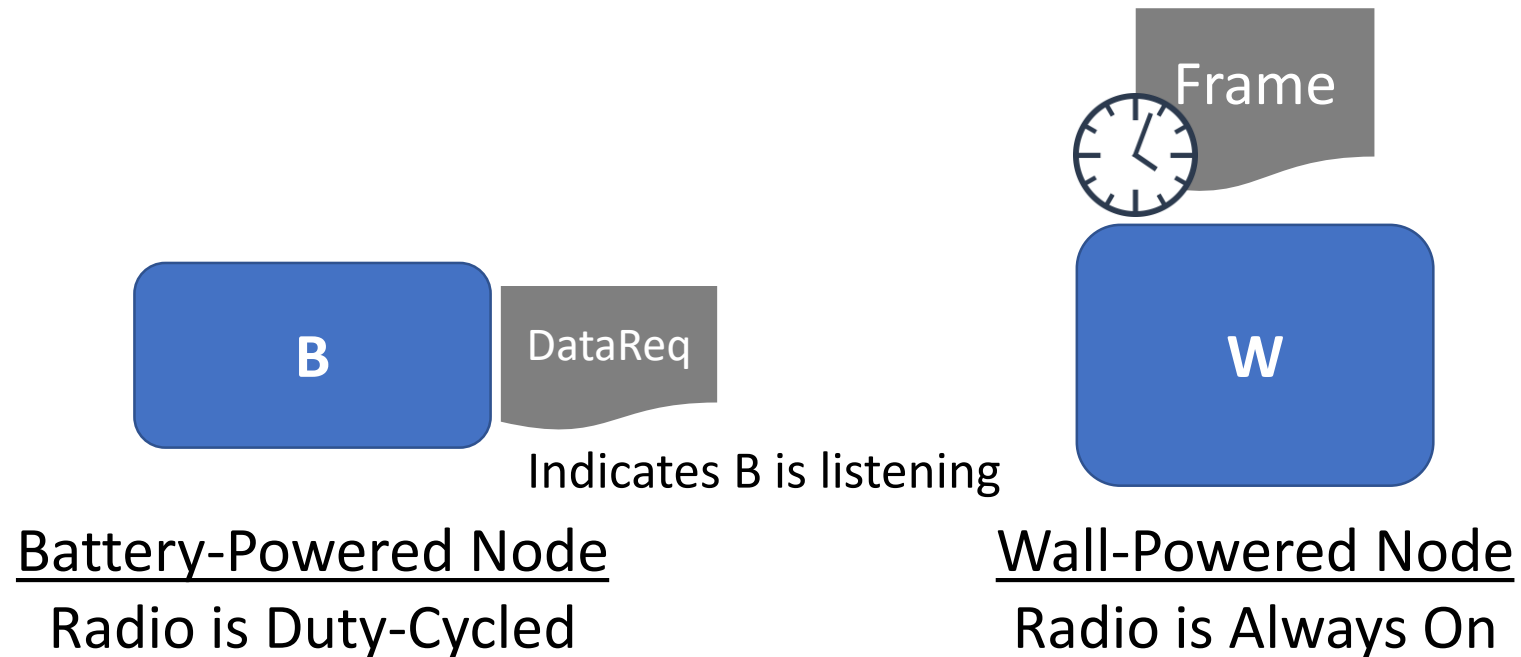 Frame
B
DataReq
W
Indicates B is listening
Battery-Powered Node
Radio is Duty-Cycled
Wall-Powered Node
Radio is Always On